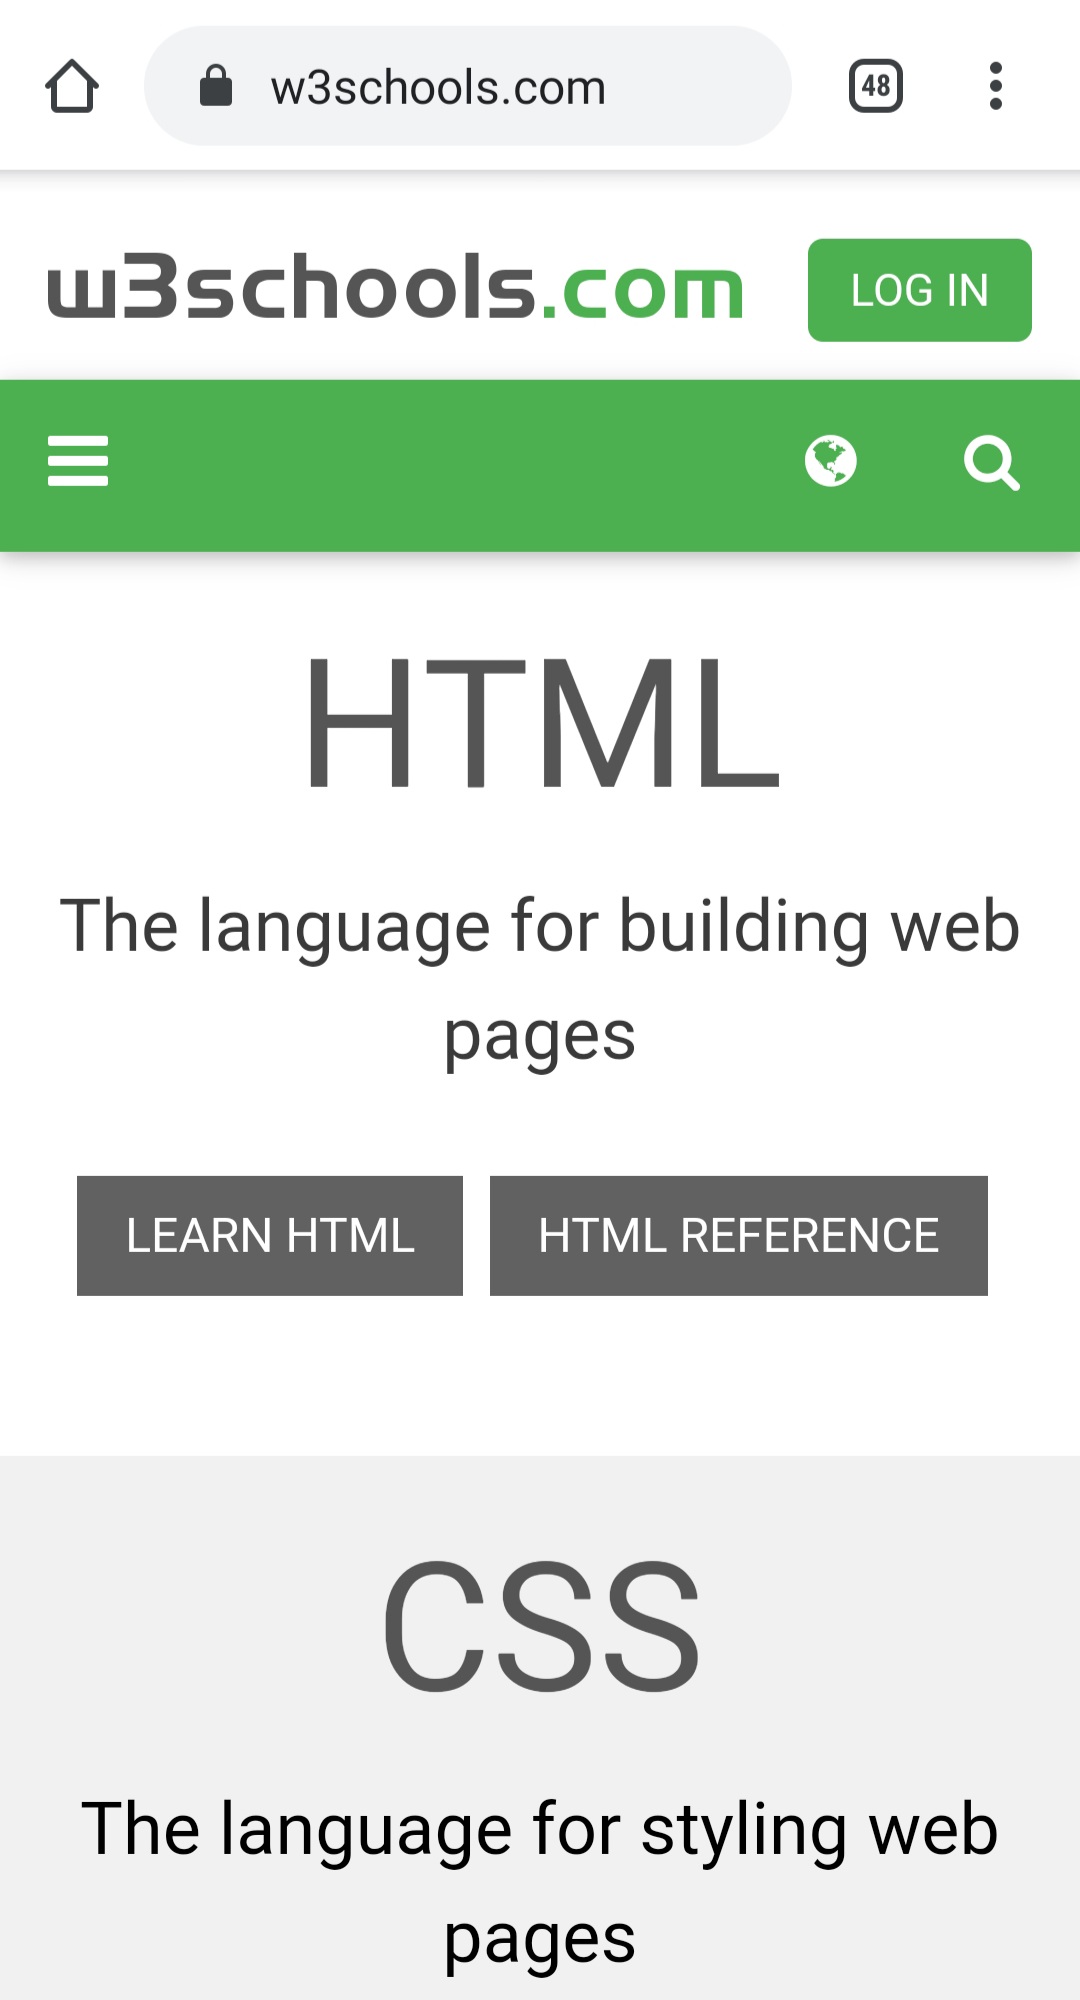 w3schools.com
48
w3schools.com
LOG IN
HTML
The language for building web
pages
LEARN HTML
HTML REFERENCE
CSS
The language for styling web
pages